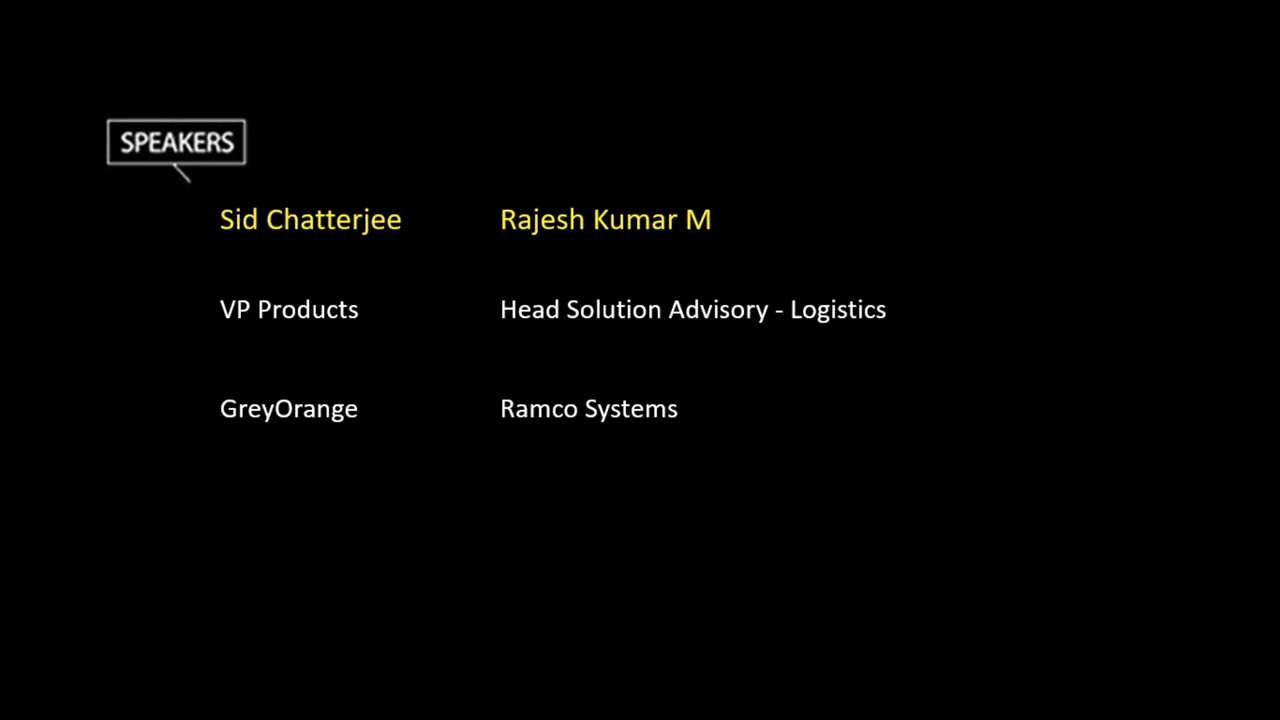 SPEAKERS
Sid Chatterjee
Rajesh Kumar M
VP Products
Head Solution Advisory - Logistics
GreyOrange
Ramco Systems